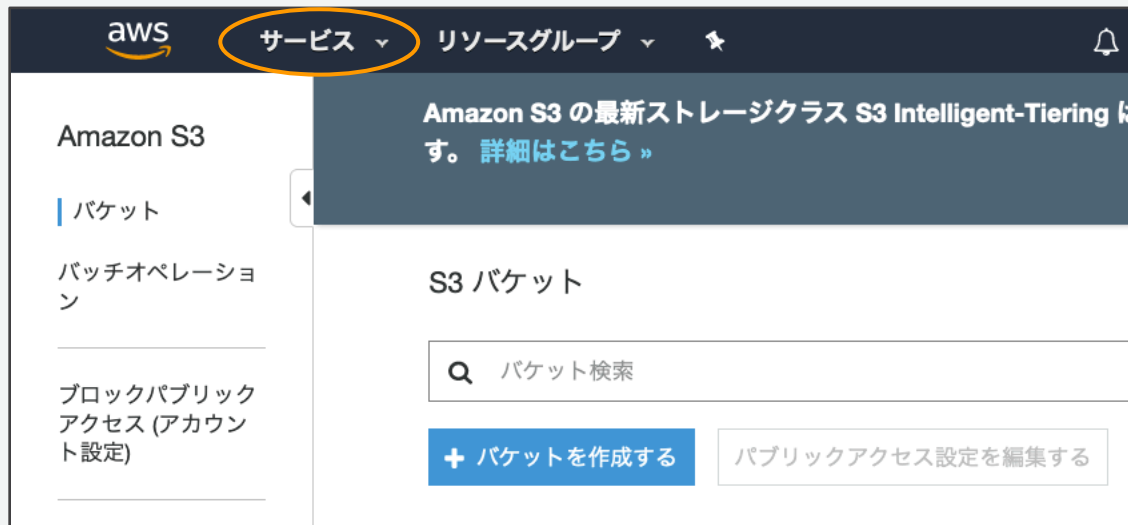 aws サービス リソースグループ
Amazon S3 の最新ストレージクラス S3 Intelligent-Tiering は
す。 詳細はこちら »
Amazon S3
バケット
バッチオペレーショ
ン
ブロックパブリック
アクセス (アカウン
ト設定)
S3 バケット
バケット検索
バケットを作成する パブリックアクセス設定を編集する